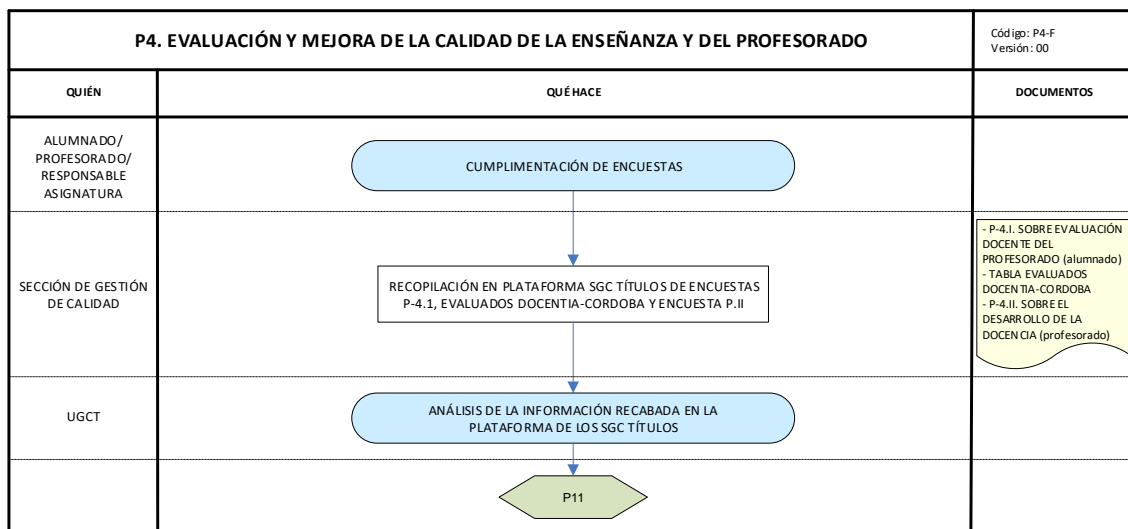 P4. EVALUACIÓN Y MEJORA DE LA CALIDAD DE LA ENSEÑANZA Y DEL PROFESORADO
Código: P4-F
Versión: 00
QUIÉN
QUÉ HACE
DOCUMENTOS
ALUMNADO/
PROFESORADO/
RESPONSABLE
ASIGNATURA
CUMPLIMENTACIÓN DE ENCUESTAS
SECCIÓN DE GESTIÓN
DE CALIDAD
RECOPILACIÓN EN PLATAFORMA SGC TÍTULOS DE ENCUESTAS
P-4.1, EVALUADOS DOCENTIA-CORDOBA Y ENCUESTA P.II
- P-4.I. SOBRE EVALUACIÓN
DOCENTE DEL
PROFESORADO (alumnado)
- TABLA EVALUADOS
DOCENTIA-CORDOBA
- P-4.II. SOBRE EL
DESARROLLO DE LA
DOCENCIA (profesorado)
UGCT
ANÁLISIS DE LA INFORMACIÓN RECABADA EN LA
PLATAFORMA DE LOS SGC TÍTULOS
P11